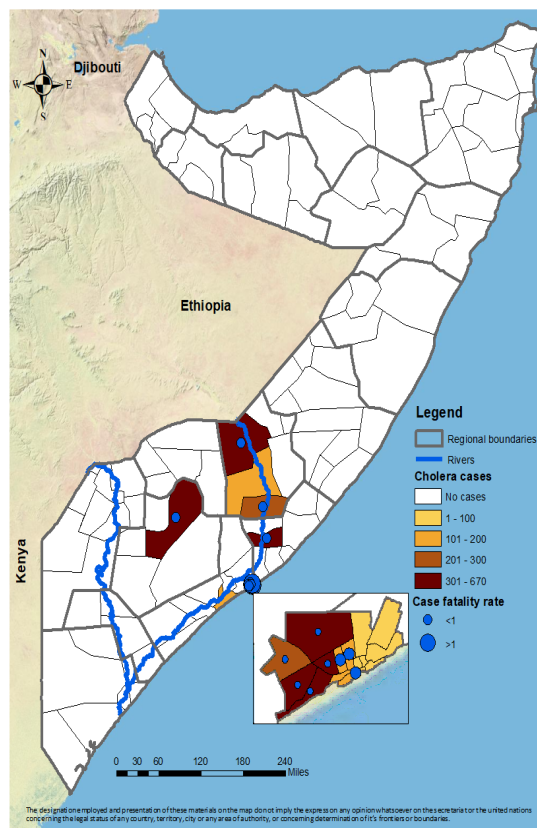 N
W E
S
Djibouti
Ethiopia
Kenya
Legend
Regional boundaries
Rivers
Cholera cases
No cases
1 - 100
101 - 200
201 - 300
301 - 670
Case fatality rate
<1
>1
0 30 60 120 180 240
Miles
The designation employed and presentation of these materials on the map do not imply the express on any opinion whatsoever on the secretariat or the united nations
concerning the legal status of any country, territory, city or any area of authority, or concerning determination of it's frontiers or boundaries.